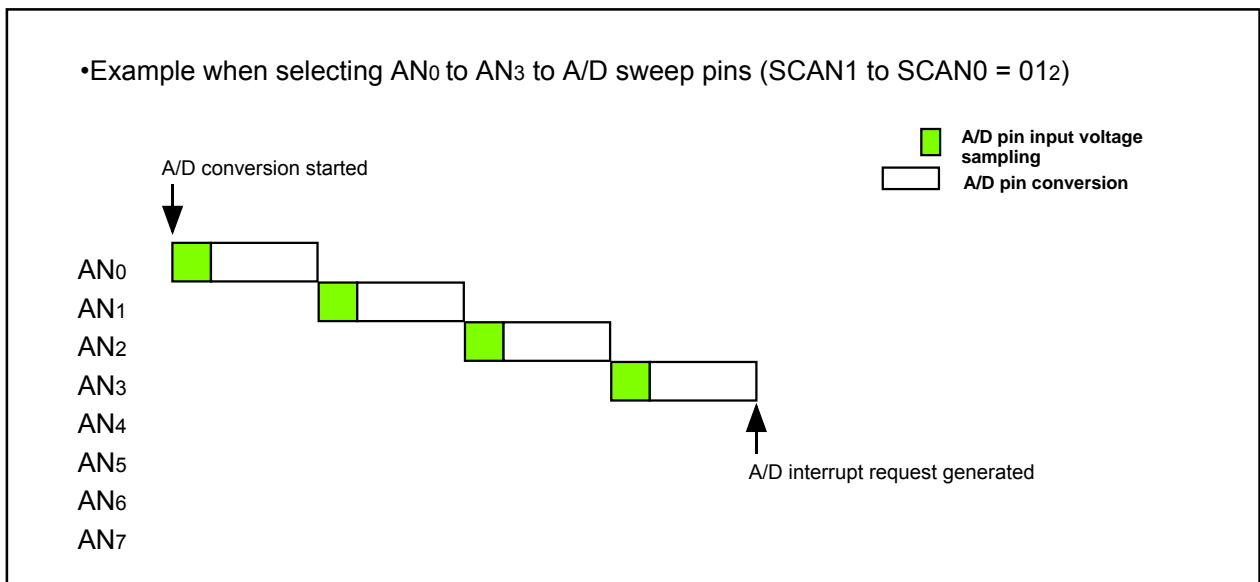 •Example when selecting AN0 to AN3 to A/D sweep pins (SCAN1 to SCAN0 = 012)
A/D pin input voltage
sampling
A/D pin conversion
A/D conversion started
AN0
AN1
AN2
AN3
AN4
AN5
AN6
AN7
A/D interrupt request generated